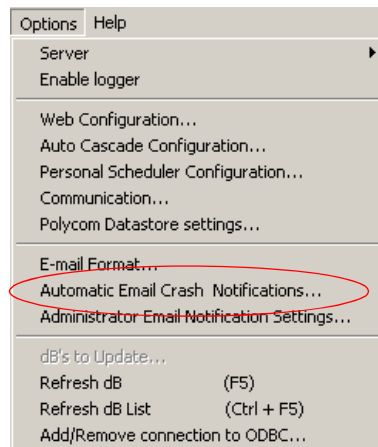 Options Help
Server
Enable logger
Web Configuration...
Auto Cascade Configuration...
Personal Scheduler Configuration...
Communication...
Polycom Datastore settings...
E-mail Format...
Automatic Email Crash Notifications...
Administrator Email Notification Settings...
dB's to Update...
Refresh dB (F5)
Refresh dB List (Ctrl + F5)
Add/Remove connection to ODBC...